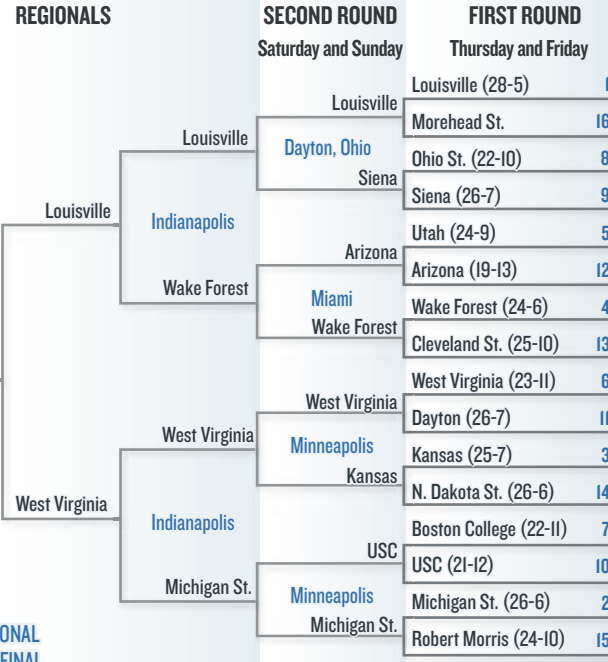 REGIONALS
SECOND ROUND
FIRST ROUND
Saturday and Sunday
Thursday and Friday
Louisville (28-5) 1
Louisville
Morehead St. 16
Louisville
Dayton, Ohio
Ohio St. (22-10) 8
Siena
Siena (26-7) 9
Louisville
Indianapolis
Utah (24-9) 5
Arizona
Arizona (19-13) 12
Wake Forest
Miami
Wake Forest (24-6) 4
Wake Forest
Cleveland St. (25-10) 13
West Virginia (23-11) 6
West Virginia
Dayton (26-7) 11
West Virginia
Minneapolis
Kansas (25-7) 3
Kansas
N. Dakota St. (26-6) 14
West Virginia
Indianapolis
Boston College (22-11) 7
USC
USC (21-12) 10
Michigan St.
Minneapolis
Michigan St. (26-6) 2
Michigan St.
Robert Morris (24-10) 15
ONAL
FINAL